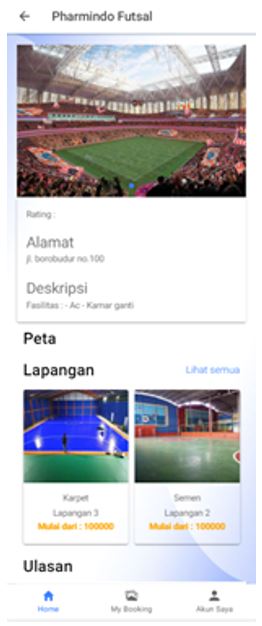 Pharmindo Futsal
Rating :
Alamat
jl. borobudur no.100
Deskripsi
Fasilitas : - Ac - Kamar ganti
Peta
Lapangan
Lihat semua
Karpet
Lapangan 3
Mulai dari : 100000
Semen
Lapangan 2
Mulai dari : 100000
Ulasan
Home
My Booking
Akun Saya